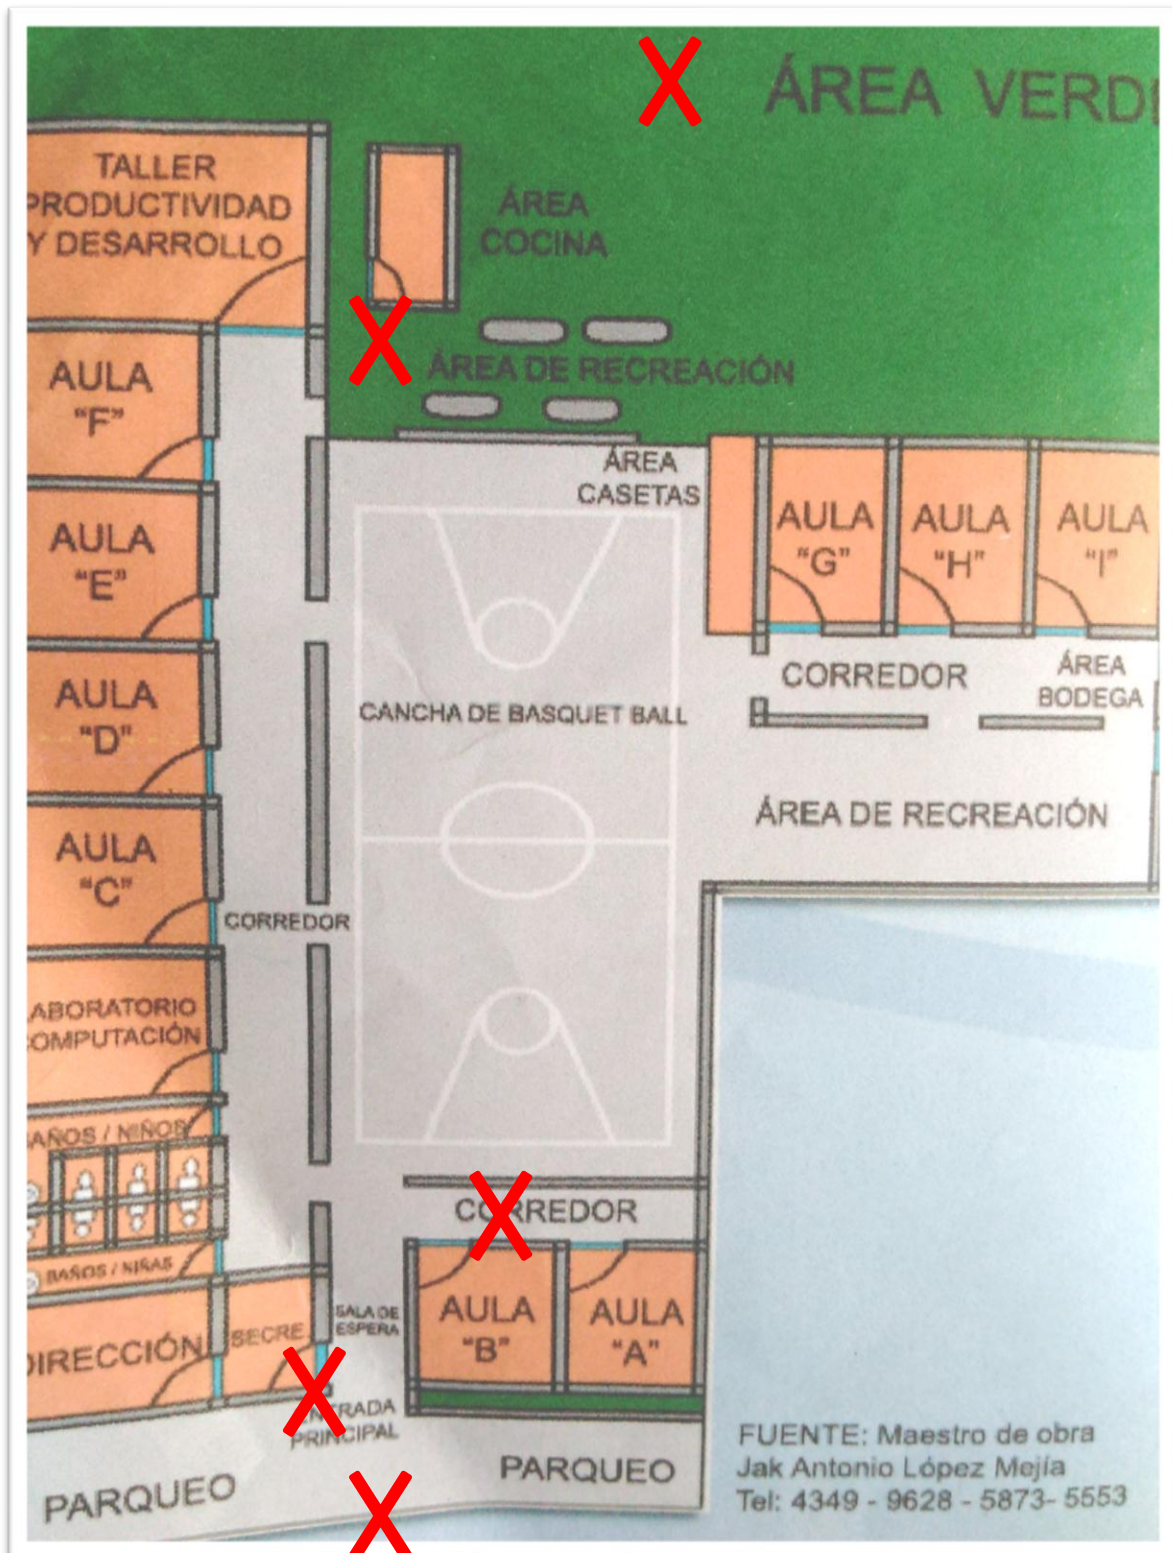 ÁREA VERD
TALLER
PRODUCTIVIDAD
Y DESARROLLO
ÁREA
COCINA
AULA
"F"
ÁREA DE RECREACIÓN
ÁREA
CASETAS
AULA
"G"
AULA
"H"
AULA
"I"
AULA
"E"
CORREDOR
ÁREA
BODEGA
AULA
"D"
CANCHA DE BASQUET BALL
ÁREA DE RECREACIÓN
AULA
"C"
CORREDOR
ABORATORIO
OMPUTACIÓN
AÑOS / NIÑOS
CORREDOR
BAÑOS / NIÑAS
DIRECCIÓN
SECRE.
SALA DE
ESPERA
AULA
"B"
AULA
"A"
ENTRADA
PRINCIPAL
PARQUEO
PARQUEO
FUENTE: Maestro de obra
Jak Antonio López Mejía
Tel: 4349 - 9628 - 5873- 5553